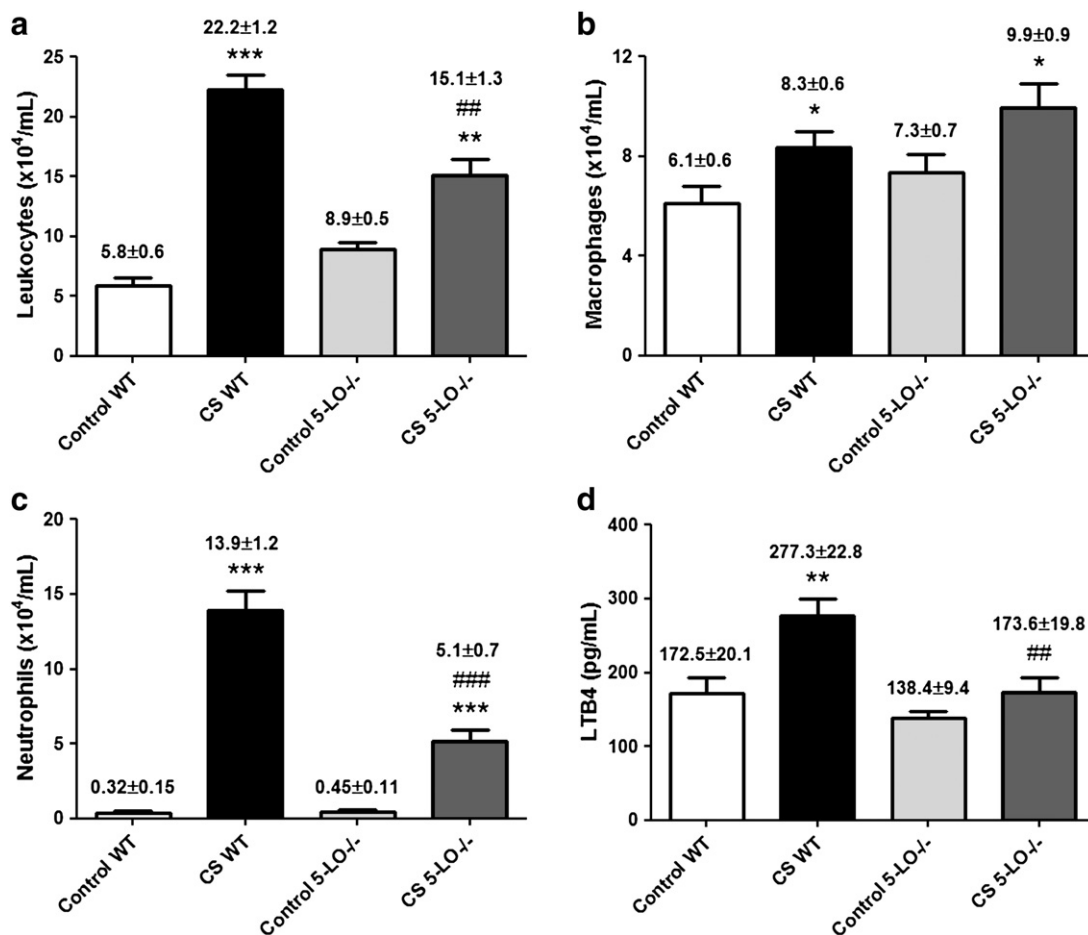 a
22.2±1.2
***
15.1±1.3
##
**
8.9±0.5
5.8±0.6
Leukocytes (x10⁴/mL)
25
20
15
10
5
0
Control WT
CS WT
Control 5-LO-/-
CS 5-LO-/-
b
9.9±0.9
*
8.3±0.6
*
7.3±0.7
6.1±0.6
Macrophages (x10⁴/mL)
12
8
4
0
Control WT
CS WT
Control 5-LO-/-
CS 5-LO-/-
c
13.9±1.2
***
5.1±0.7
###
***
0.32±0.15
0.45±0.11
Neutrophils (x10⁴/mL)
20
15
10
5
0
Control WT
CS WT
Control 5-LO-/-
CS 5-LO-/-
d
277.3±22.8
**
173.6±19.8
##
172.5±20.1
138.4±9.4
LTB4 (pg/mL)
400
300
200
100
0
Control WT
CS WT
Control 5-LO-/-
CS 5-LO-/-